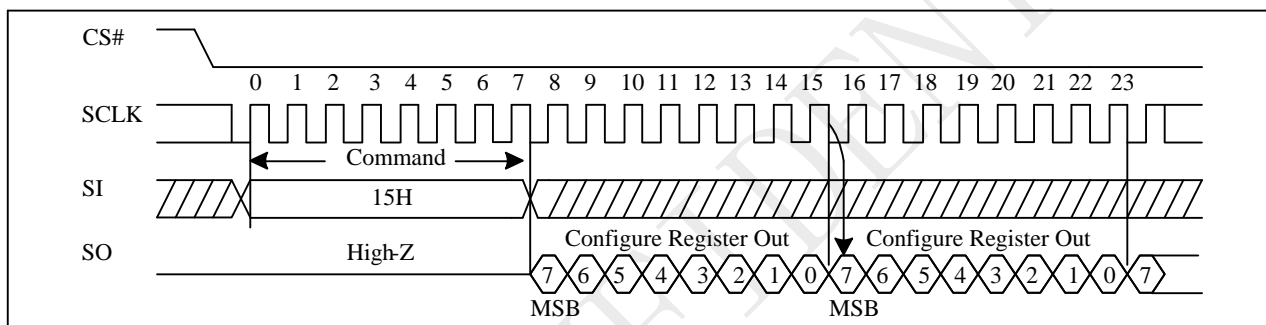 CS#
0 1 2 3 4 5 6 7 8 9 10 11 12 13 14 15 16 17 18 19 20 21 22 23
SCLK
Command
SI
15H
Configure Register Out Configure Register Out
SO High-Z
7 6 5 4 3 2 1 0 7 6 5 4 3 2 1 0 7
MSB MSB